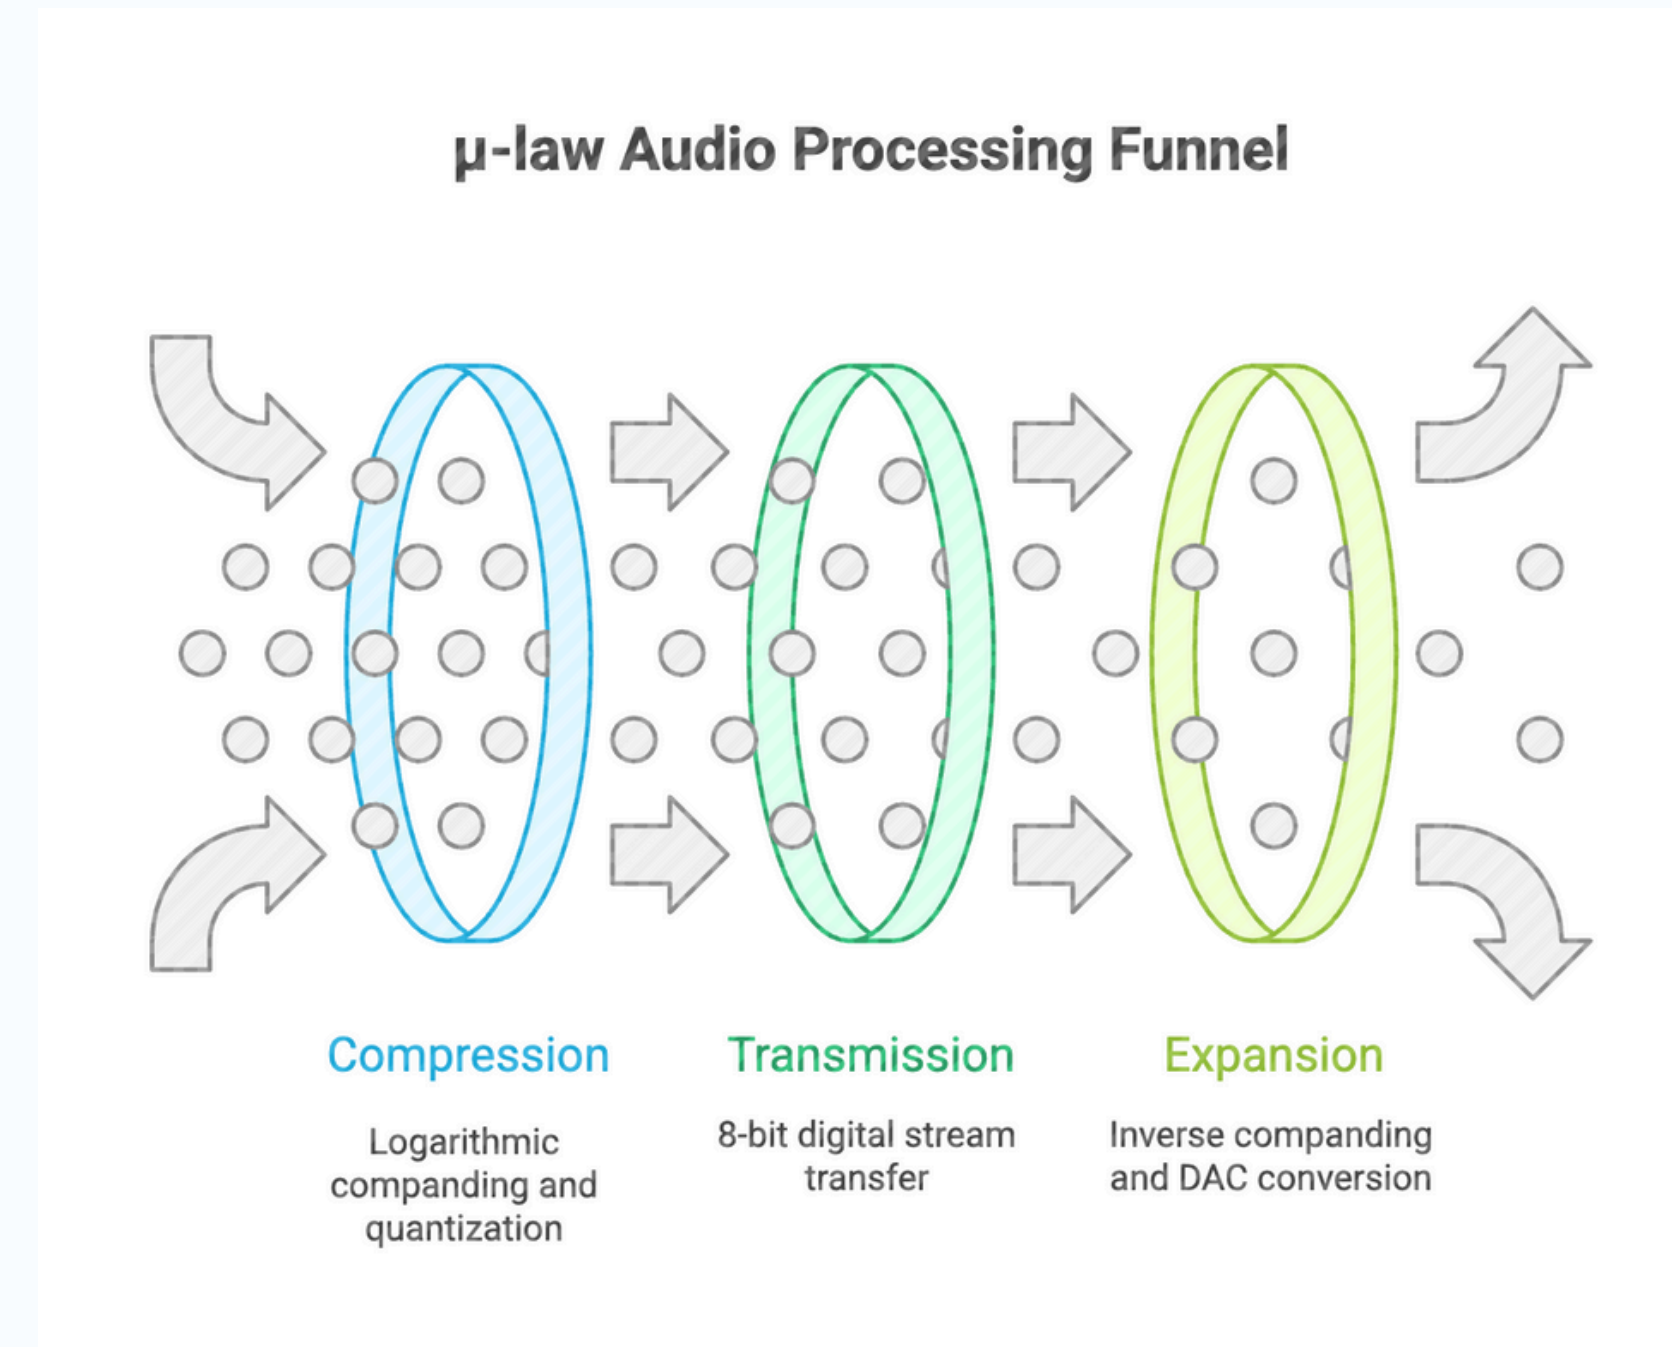 µ-law Audio Processing Funnel
Compression
Logarithmic
companding and
quantization
Transmission
8-bit digital stream
transfer
Expansion
Inverse companding
and DAC conversion